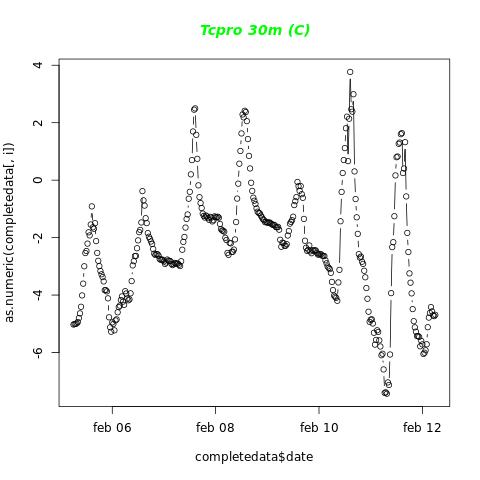 Tcpro 30m (C)
as.numeric(completedata[, i])
4
2
0
-2
-4
-6
feb 06
feb 08
feb 10
feb 12
completedata$date